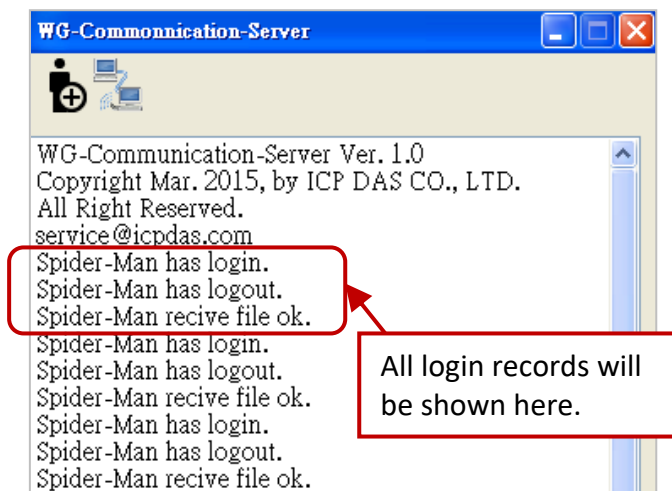 WG-Commonnication-Server
WG-Communication-Server Ver. 1.0
Copyright Mar. 2015, by ICP DAS CO., LTD.
All Right Reserved.
service@icpdas.com
Spider-Man has login.
Spider-Man has logout.
Spider-Man recive file ok.
Spider-Man has login.
Spider-Man has logout.
Spider-Man recive file ok.
Spider-Man has login.
Spider-Man has logout.
Spider-Man recive file ok.
All login records will
be shown here.